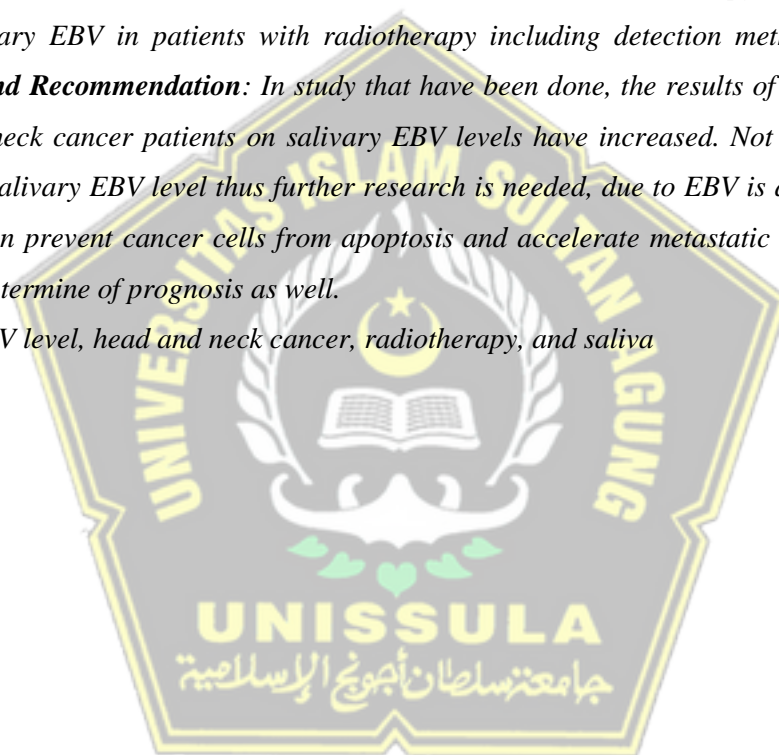 ary EBV in patients with radiotherapy including detection met
nd Recommendation: In study that have been done, the results of
neck cancer patients on salivary EBV levels have increased. Not
alivary EBV level thus further research is needed, due to EBV is a
n prevent cancer cells from apoptosis and accelerate metastatic
termine of prognosis as well.
V level, head and neck cancer, radiotherapy, and saliva
UNIVERSITAS ISLAM SULTAN AGUNG
UNISSULA
جامعتسلطان أجونج الإسلامية